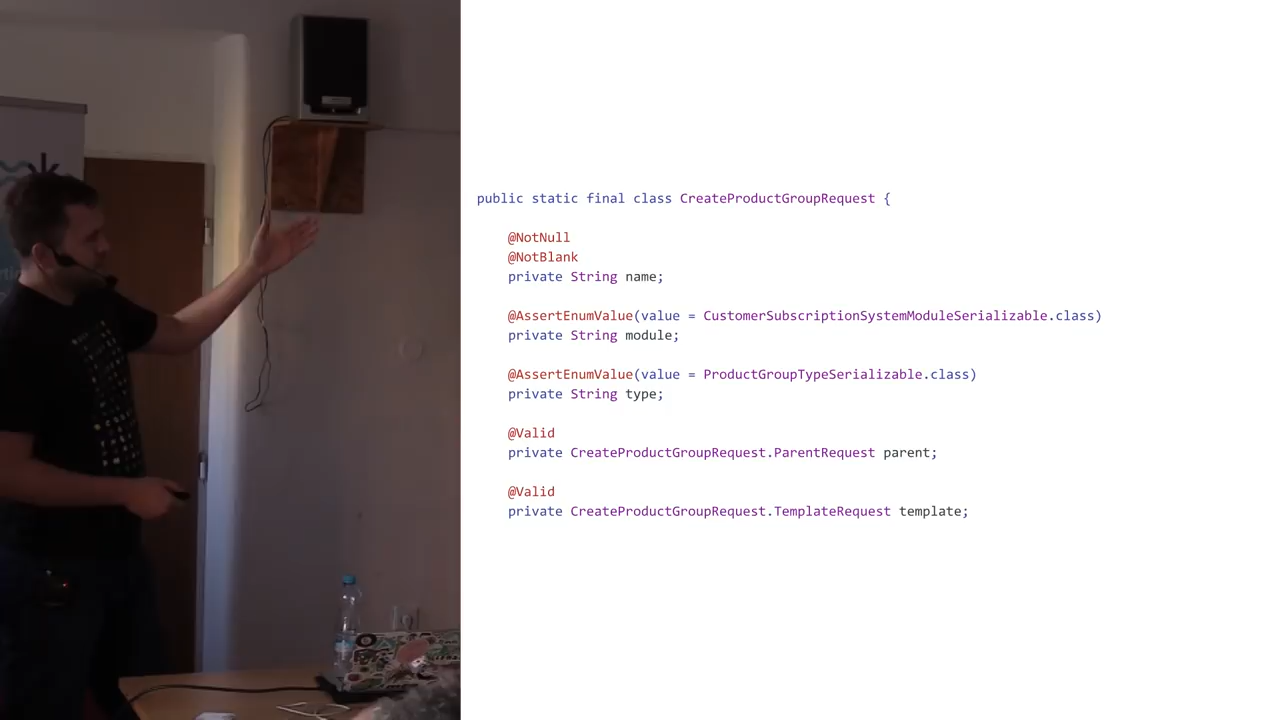 public static final class CreateProductGroupRequest {
@NotNull
@NotBlank
private String name;
@AssertEnumValue(value = CustomerSubscriptionSystemModuleSerializable.class)
private String module;
@AssertEnumValue(value = ProductGroupTypeSerializable.class)
private String type;
@Valid
private CreateProductGroupRequest.ParentRequest parent;
@Valid
private CreateProductGroupRequest.TemplateRequest template;